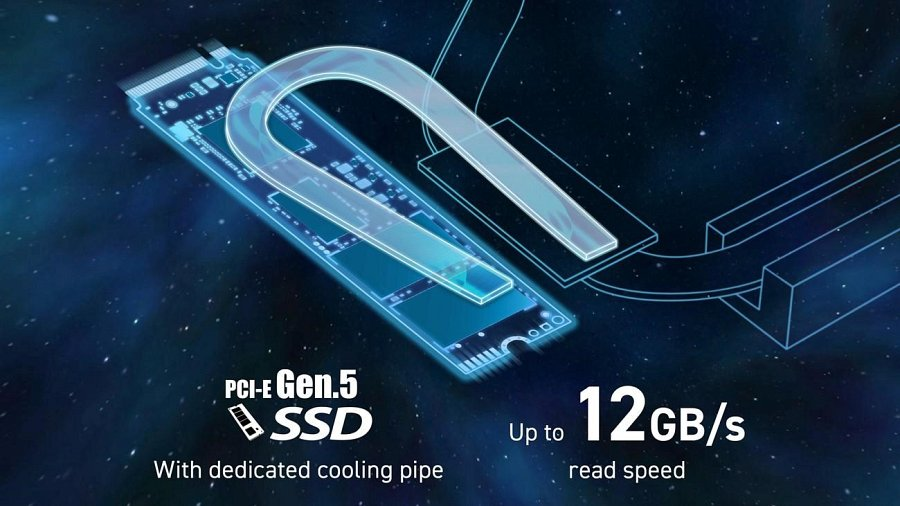 PCI-E Gen.5
SSD
With dedicated cooling pipe
Up to 12GB/s
read speed